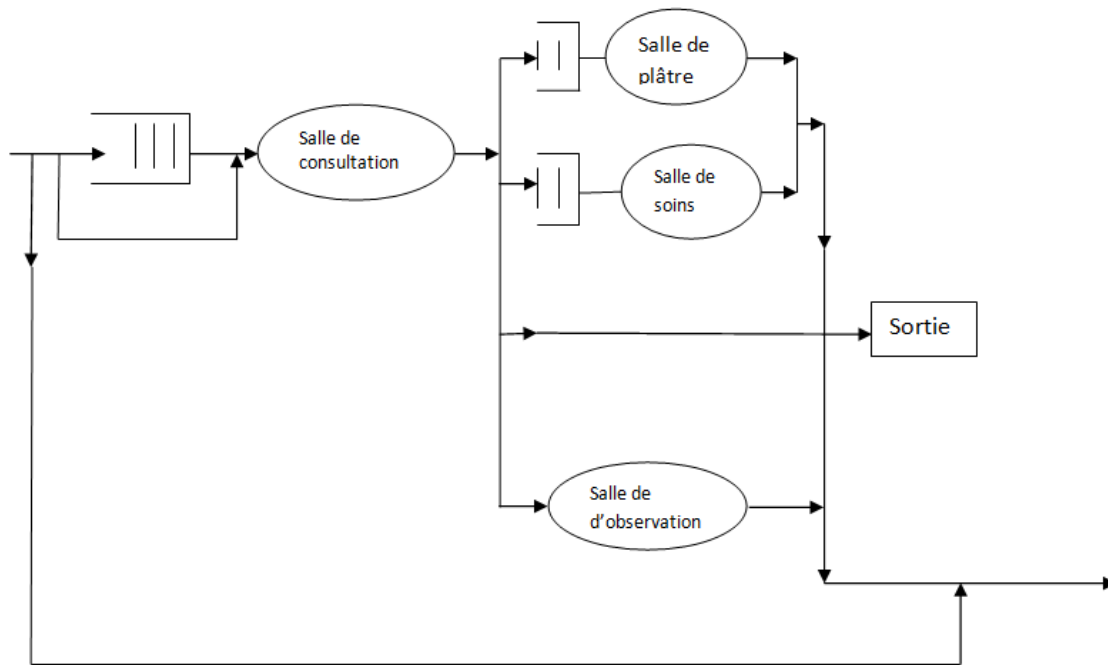 Salle de
plâtre
Salle de
consultation
Salle de
soins
Sortie
Salle de
d'observation